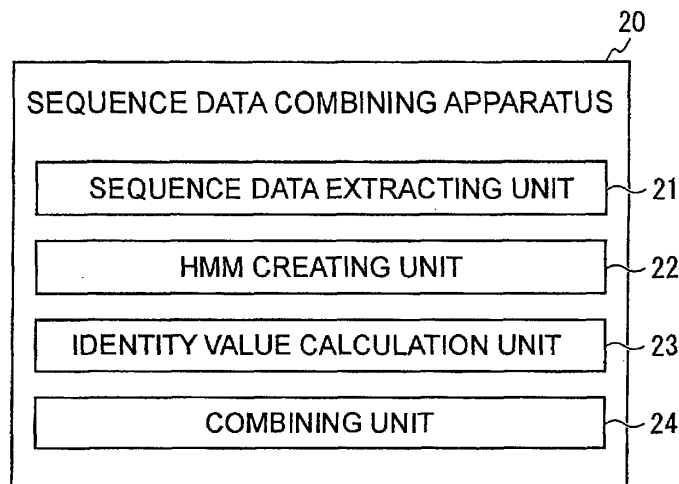 20
SEQUENCE DATA COMBINING APPARATUS
SEQUENCE DATA EXTRACTING UNIT 21
HMM CREATING UNIT 22
IDENTITY VALUE CALCULATION UNIT 23
COMBINING UNIT 24